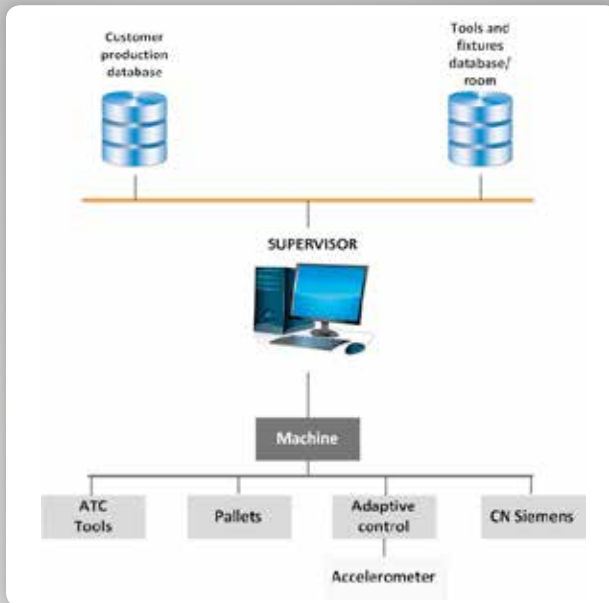 Customer
production
database
Tools and
fixtures
database/
room
SUPERVISOR
Machine
ATC
Tools
Pallets
Adaptive
control
CN Siemens
Accelerometer